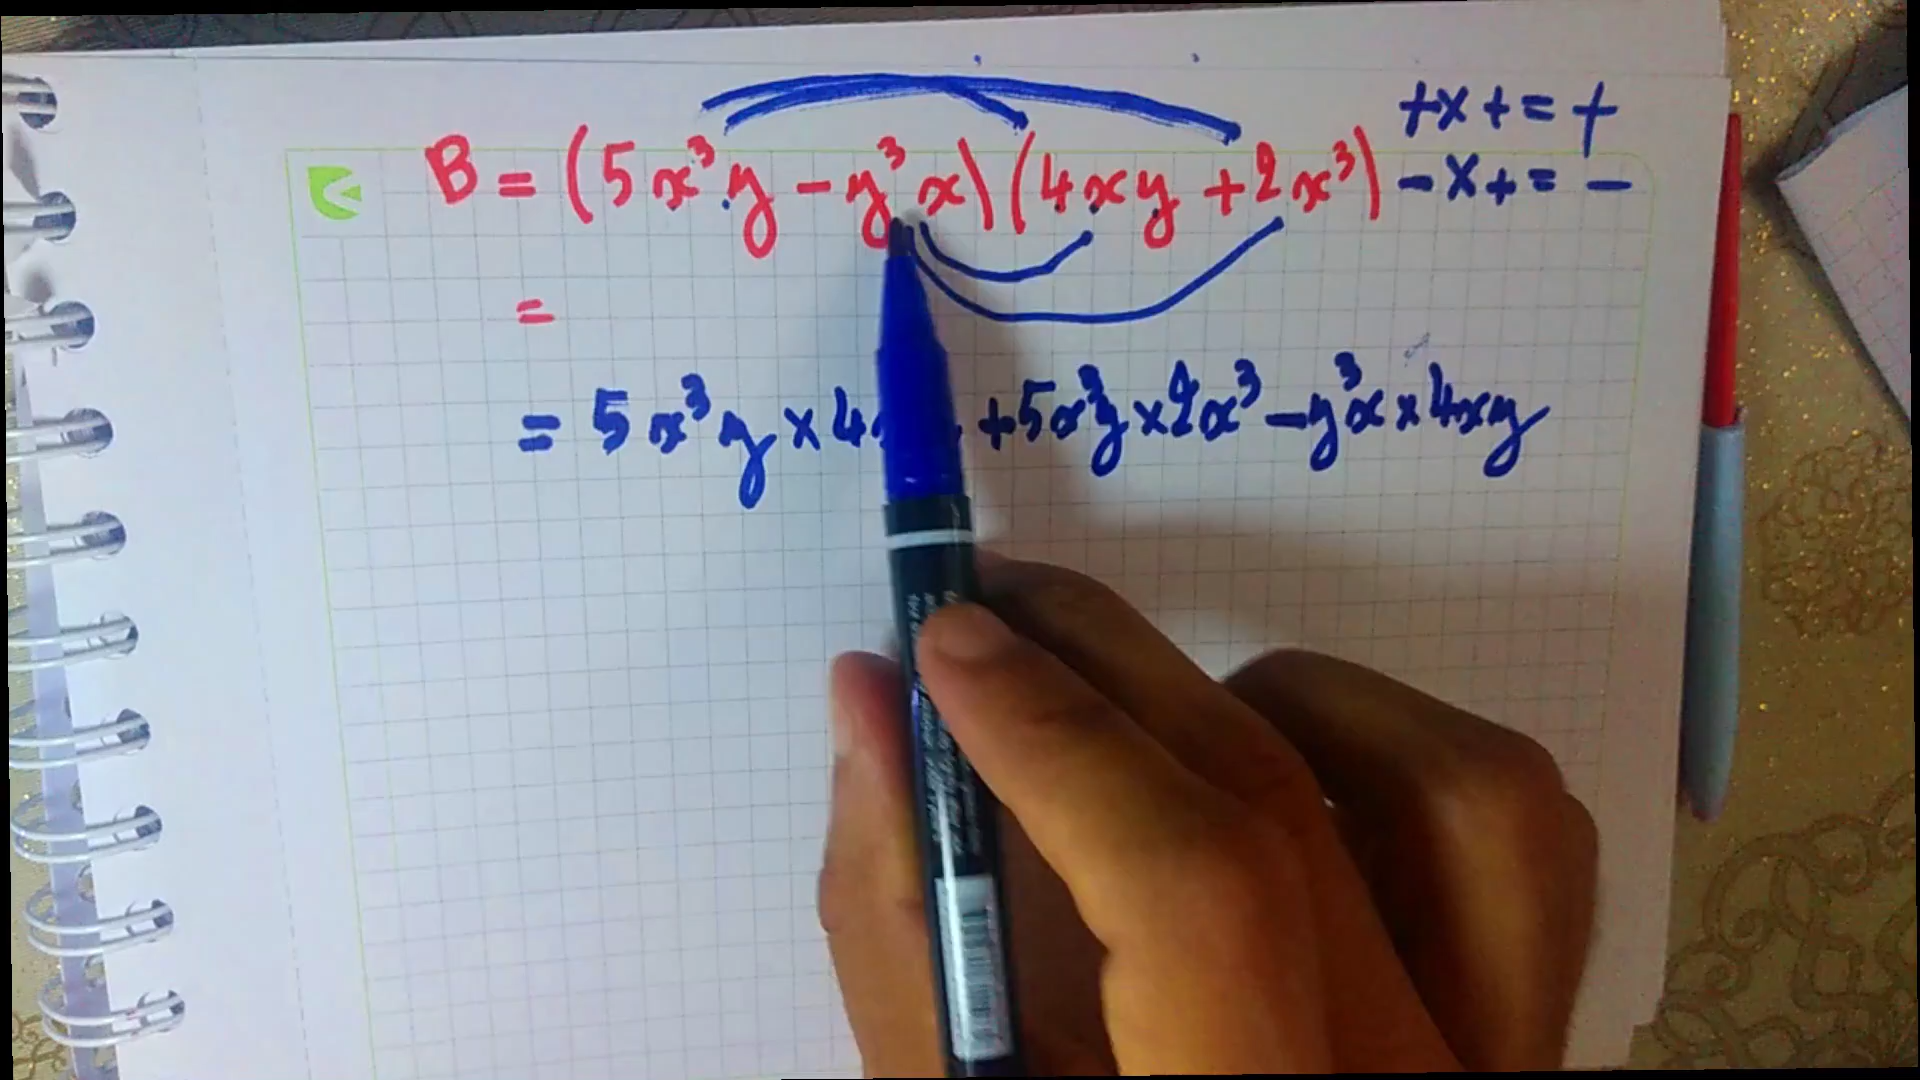 B = (5x³y - y³x)(4xy + 2x³)
+x+=+
-x+=-
=
= 5x³y × 4 +5x³y×2x³ -y³x×4xy